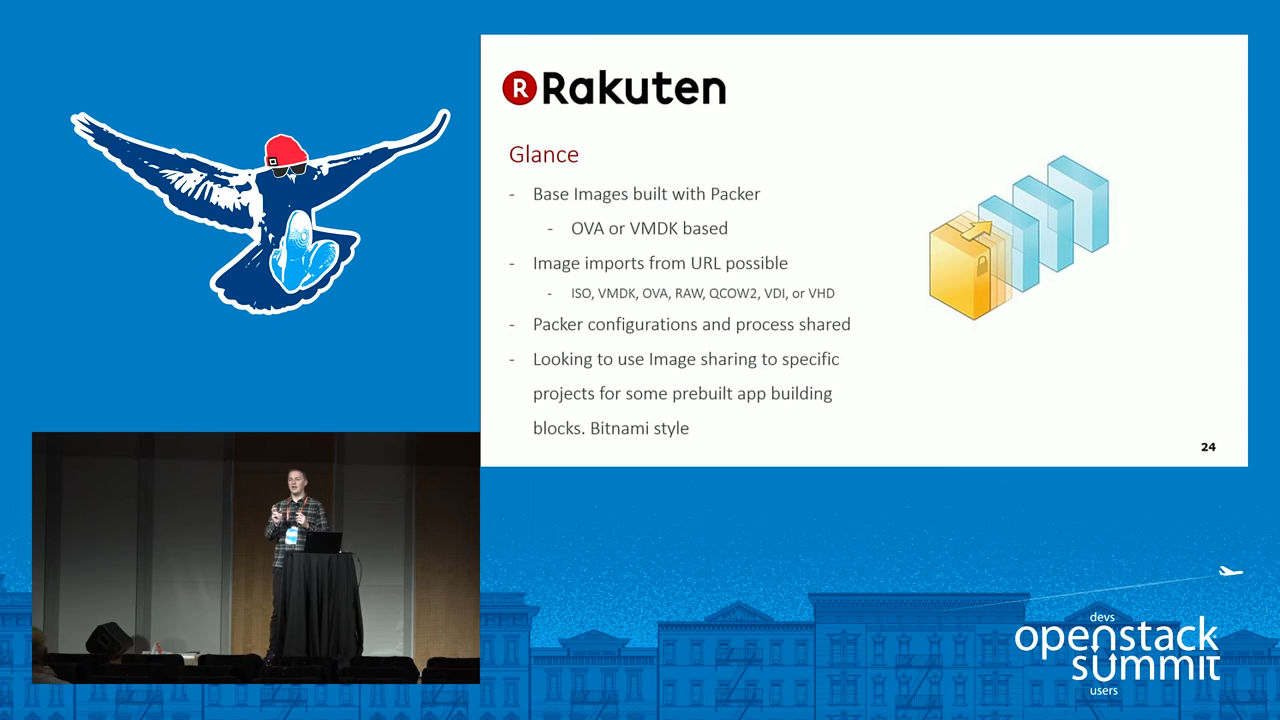 R Rakuten
Glance
- Base Images built with Packer
- OVA or VMDK based
- Image imports from URL possible
- ISO, VMDK, OVA, RAW, QCOW2, VDI, or VHD
- Packer configurations and process shared
- Looking to use Image sharing to specific
projects for some prebuilt app building
blocks. Bitnami style
24
devs
openstack
summit
users